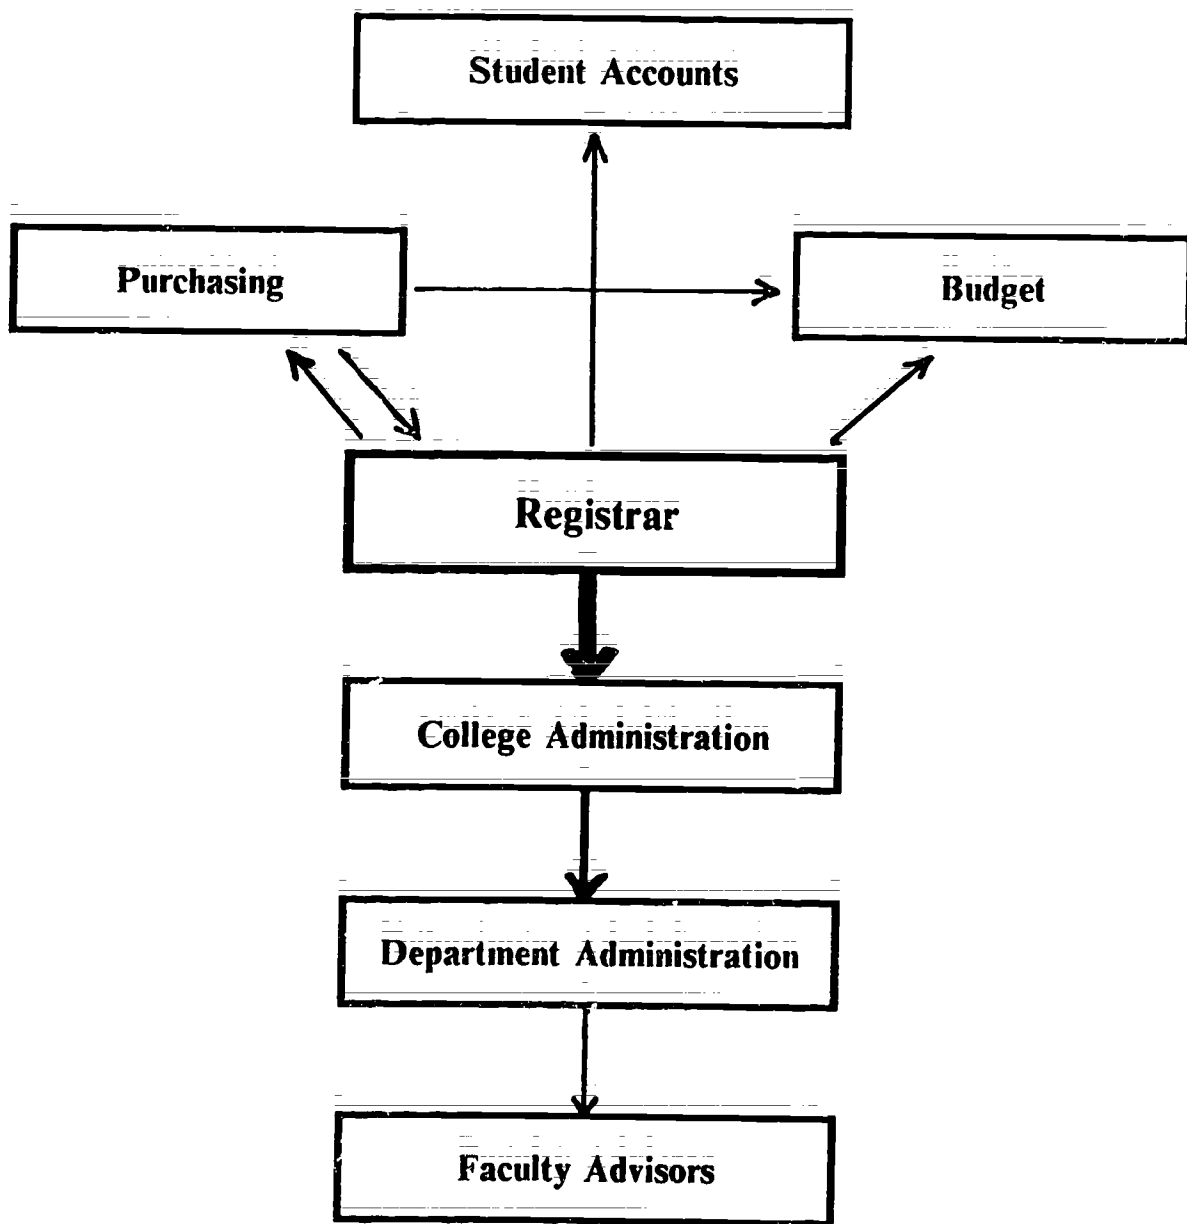 Student Accounts
Purchasing
Budget
Registrar
College Administration
Department Administration
Faculty Advisors